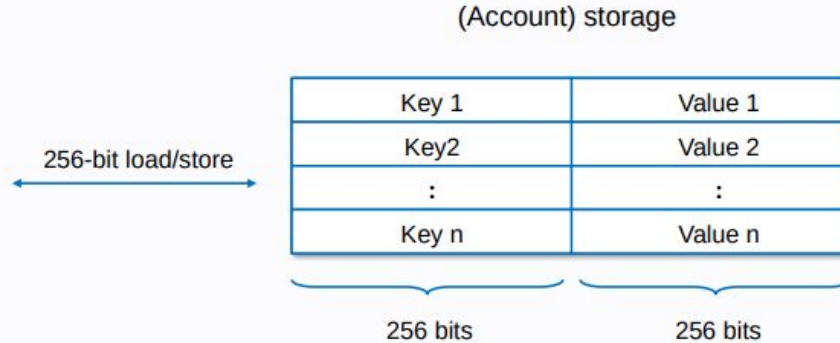 (Account) storage
Key 1 Value 1
256-bit load/store
Key2 Value 2
: :
Key n Value n
256 bits 256 bits